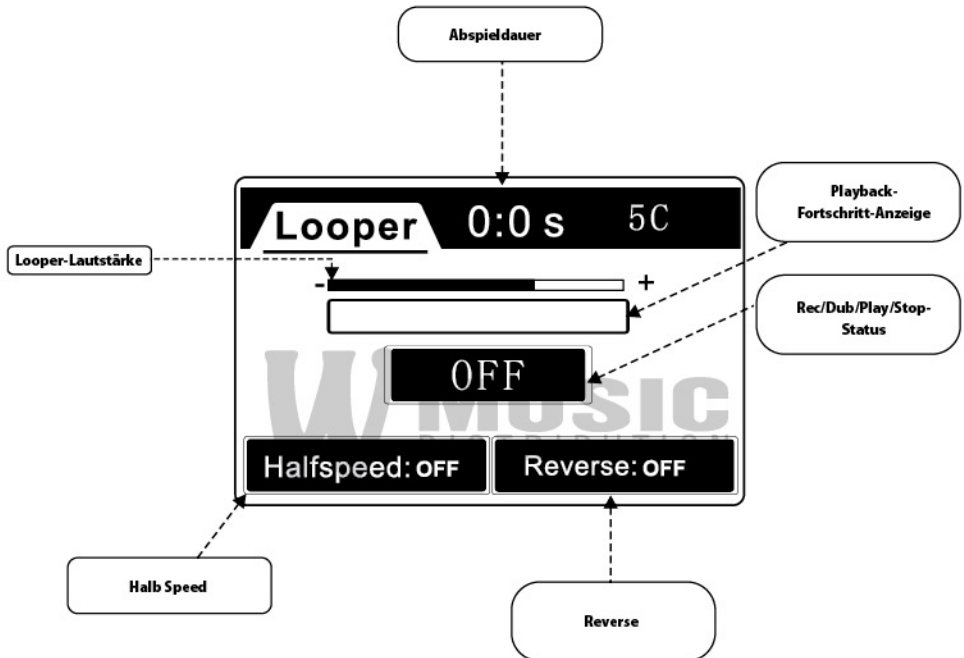 Abspieldauer
Looper 0:0 s 5C
Playback-
Fortschritt-Anzeige
Looper-Lautstärke
- +
Rec/Dub/Play/Stop-
Status
OFF
W MUSIC
DISTRIBUTION
Halfspeed: OFF Reverse: OFF
Halb Speed
Reverse